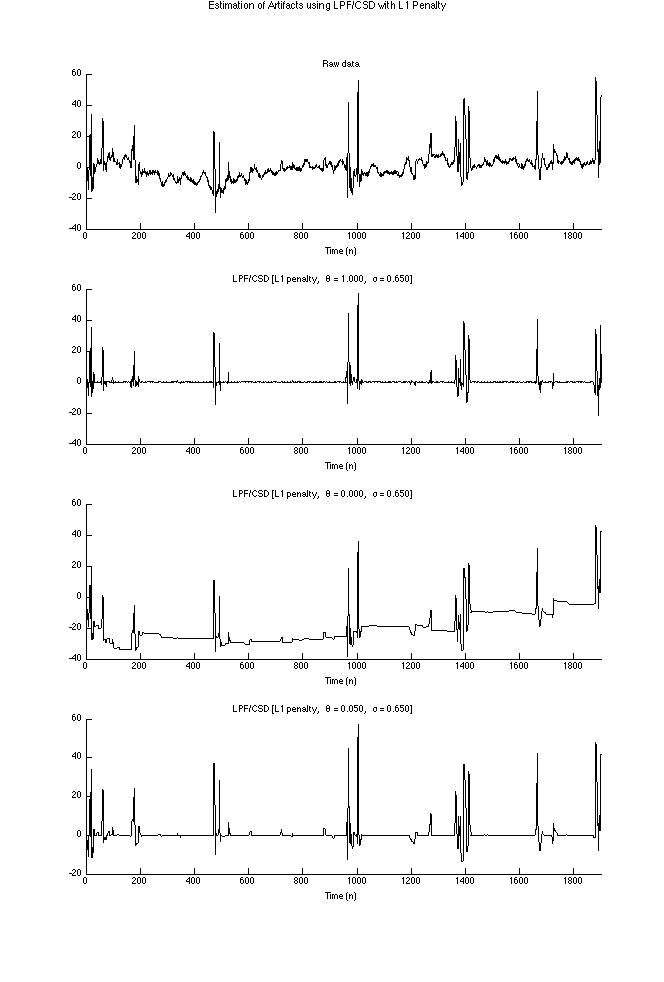 Estimation of Artifacts using LPF/CSD with L1 Penalty
Raw data
60
40
20
0
-20
-40
0 200 400 600 800 1000 1200 1400 1600 1800
Time (n)
LPF/CSD [L1 penalty, θ = 1.000, σ = 0.650]
60
40
20
0
-20
-40
0 200 400 600 800 1000 1200 1400 1600 1800
Time (n)
LPF/CSD [L1 penalty, θ = 0.000, σ = 0.650]
60
40
20
0
-20
-40
0 200 400 600 800 1000 1200 1400 1600 1800
Time (n)
LPF/CSD [L1 penalty, θ = 0.050, σ = 0.650]
60
40
20
0
-20
0 200 400 600 800 1000 1200 1400 1600 1800
Time (n)